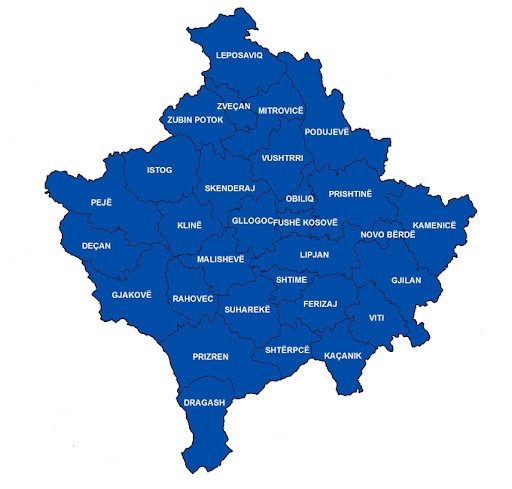 LEPOSAVIQ
ZVEÇAN
MITROVICË
ZUBIN POTOK
PODUJEVË
VUSHTRRI
ISTOG
SKENDERAJ
PRISHTINË
OBILIQ
PEJË
GLLOGOC
FUSHË KOSOVË
KLINË
KAMENICË
NOVO BËRDË
DEÇAN
LIPJAN
MALISHEVË
SHTIME
GJILAN
GJAKOVË
RAHOVEC
FERIZAJ
SUHAREKË
VITI
SHTËRPCË
KAÇANIK
PRIZREN
DRAGASH